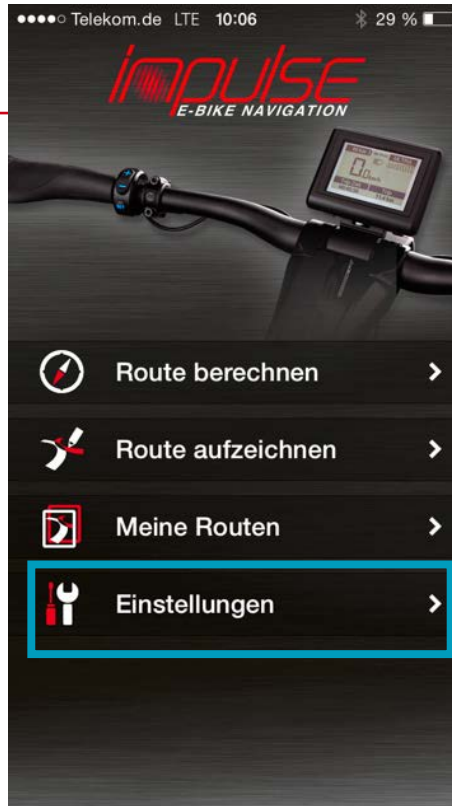 Telekom.de LTE 10:06 29 %
impulse
E-BIKE NAVIGATION
Route berechnen
Route aufzeichnen
Meine Routen
Einstellungen